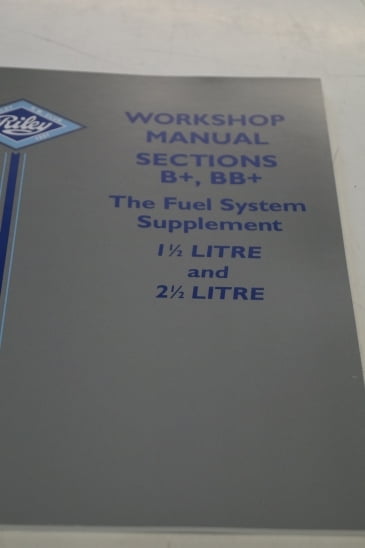 Riley
WORKSHOP
MANUAL
SECTIONS
B+, BB+
The Fuel System
Supplement
1½ LITRE
and
2½ LITRE